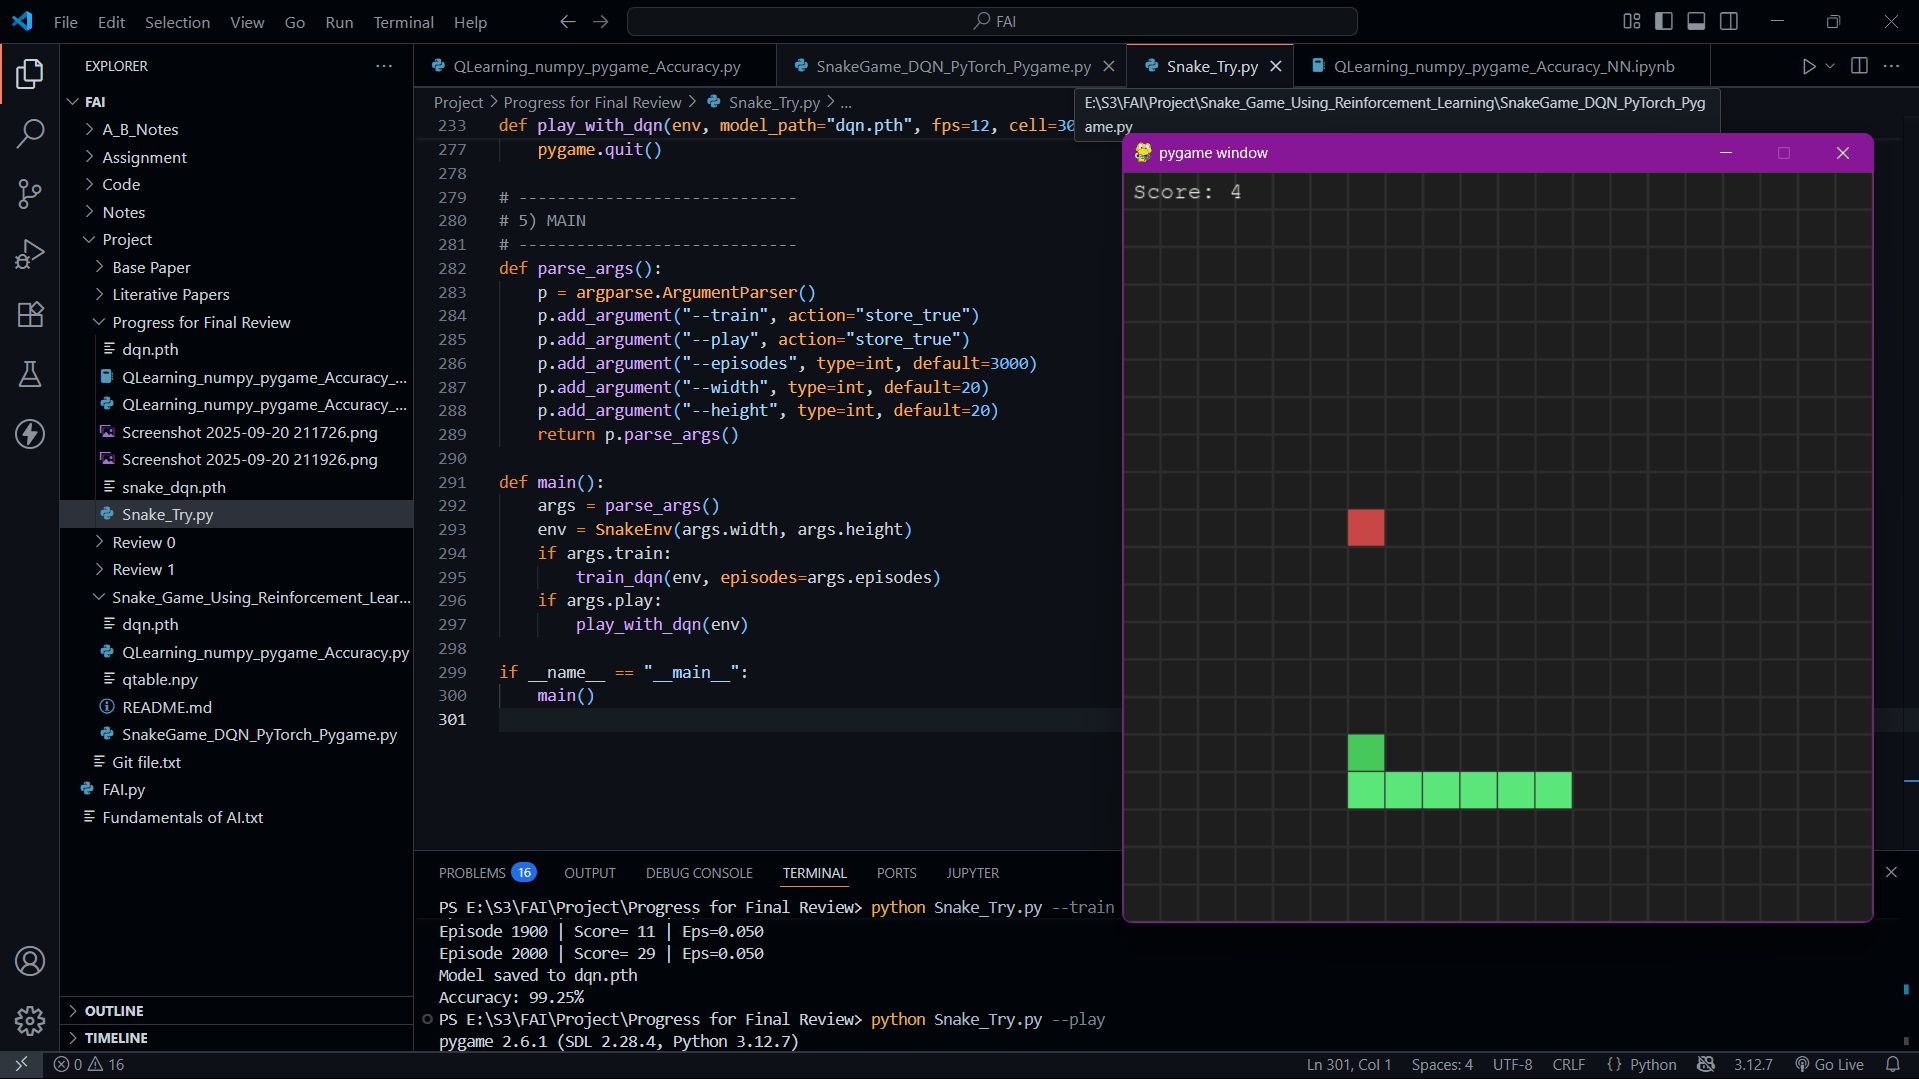 File Edit Selection View Go Run Terminal Help
FAI
EXPLORER
FAI
A_B_Notes
Assignment
Code
Notes
Project
Base Paper
Literative Papers
Progress for Final Review
dqn.pth
QLearning_numpy_pygame_Accuracy_...
QLearning_numpy_pygame_Accuracy_...
Screenshot 2025-09-20 211726.png
Screenshot 2025-09-20 211926.png
snake_dqn.pth
Snake_Try.py
Review 0
Review 1
Snake_Game_Using_Reinforcement_Lear...
dqn.pth
QLearning_numpy_pygame_Accuracy.py
qtable.npy
README.md
SnakeGame_DQN_PyTorch_Pygame.py
Git file.txt
FAI.py
Fundamentals of AI.txt
OUTLINE
TIMELINE
QLearning_numpy_pygame_Accuracy.py
SnakeGame_DQN_PyTorch_Pygame.py
Snake_Try.py
QLearning_numpy_pygame_Accuracy_NN.ipynb
Project > Progress for Final Review > Snake_Try.py > ...
E:\S3\FAI\Project\Snake_Game_Using_Reinforcement_Learning\SnakeGame_DQN_PyTorch_Pyg
ame.py
233 def play_with_dqn(env, model_path="dqn.pth", fps=12, cell=30
277 pygame.quit()
278
279 # -----------------------------
280 # 5) MAIN
281 # -----------------------------
282 def parse_args():
283 p = argparse.ArgumentParser()
284 p.add_argument("--train", action="store_true")
285 p.add_argument("--play", action="store_true")
286 p.add_argument("--episodes", type=int, default=3000)
287 p.add_argument("--width", type=int, default=20)
288 p.add_argument("--height", type=int, default=20)
289 return p.parse_args()
290
291 def main():
292 args = parse_args()
293 env = SnakeEnv(args.width, args.height)
294 if args.train:
295 train_dqn(env, episodes=args.episodes)
296 if args.play:
297 play_with_dqn(env)
298
299 if __name__ == "__main__":
300 main()
301
pygame window
Score: 4
PROBLEMS 16 OUTPUT DEBUG CONSOLE TERMINAL PORTS JUPYTER
PS E:\S3\FAI\Project\Progress for Final Review> python Snake_Try.py --train
Episode 1900 | Score= 11 | Eps=0.050
Episode 2000 | Score= 29 | Eps=0.050
Model saved to dqn.pth
Accuracy: 99.25%
PS E:\S3\FAI\Project\Progress for Final Review> python Snake_Try.py --play
pygame 2.6.1 (SDL 2.28.4, Python 3.12.7)
0 16
Ln 301, Col 1 Spaces: 4 UTF-8 CRLF {} Python 3.12.7 Go Live